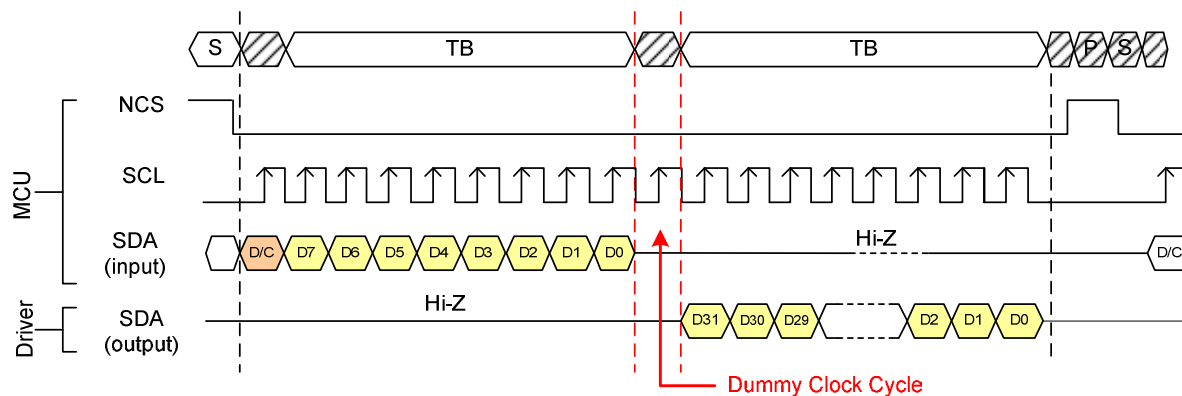 S TB TB P S
NCS
SCL
MCU
SDA
(input)
D/C D7 D6 D5 D4 D3 D2 D1 D0 Hi-Z D/C
Driver
SDA
(output)
Hi-Z D31 D30 D29 D2 D1 D0
Dummy Clock Cycle